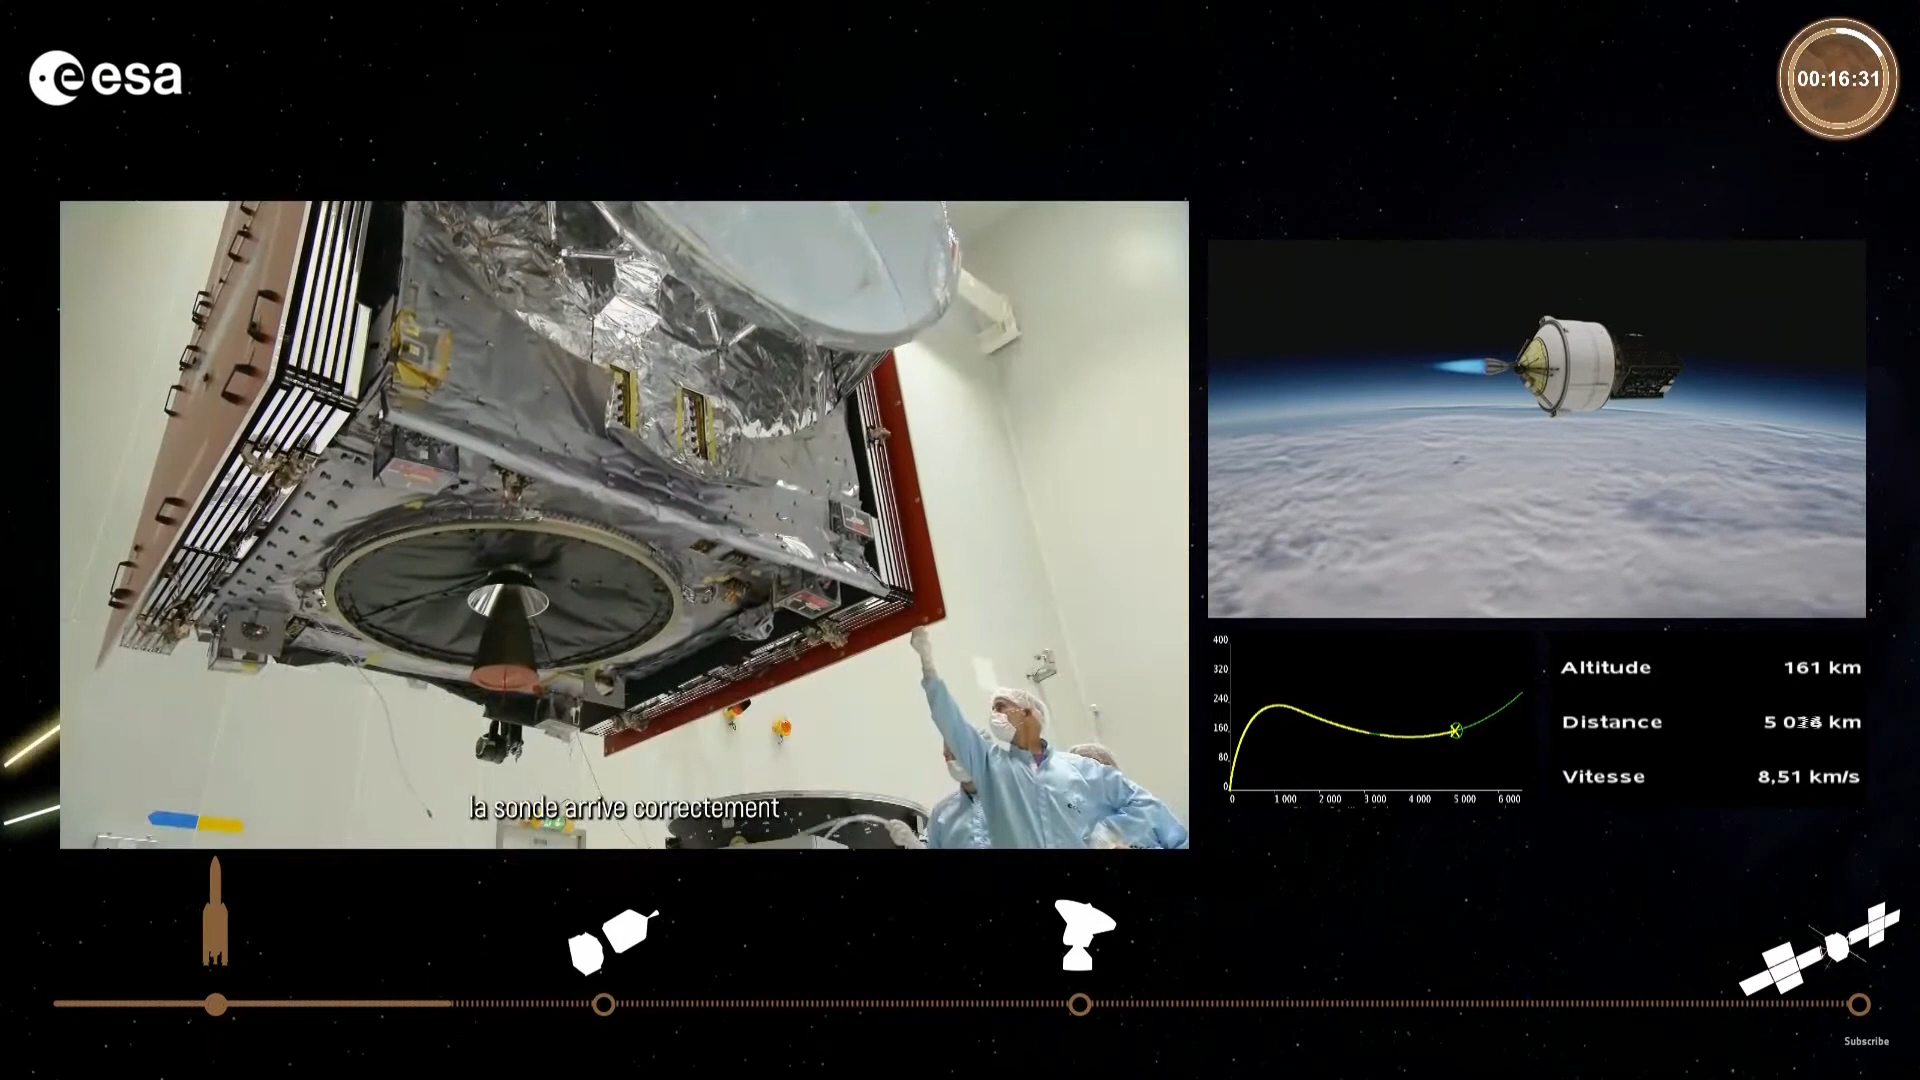 esa
00:16:31
la sonde arrive correctement
400
320
240
160
80
0
0 1 000 2 000 3 000 4 000 5 000 6 000
Altitude 161 km
Distance km
Vitesse 8,51 km/s
Subscribe